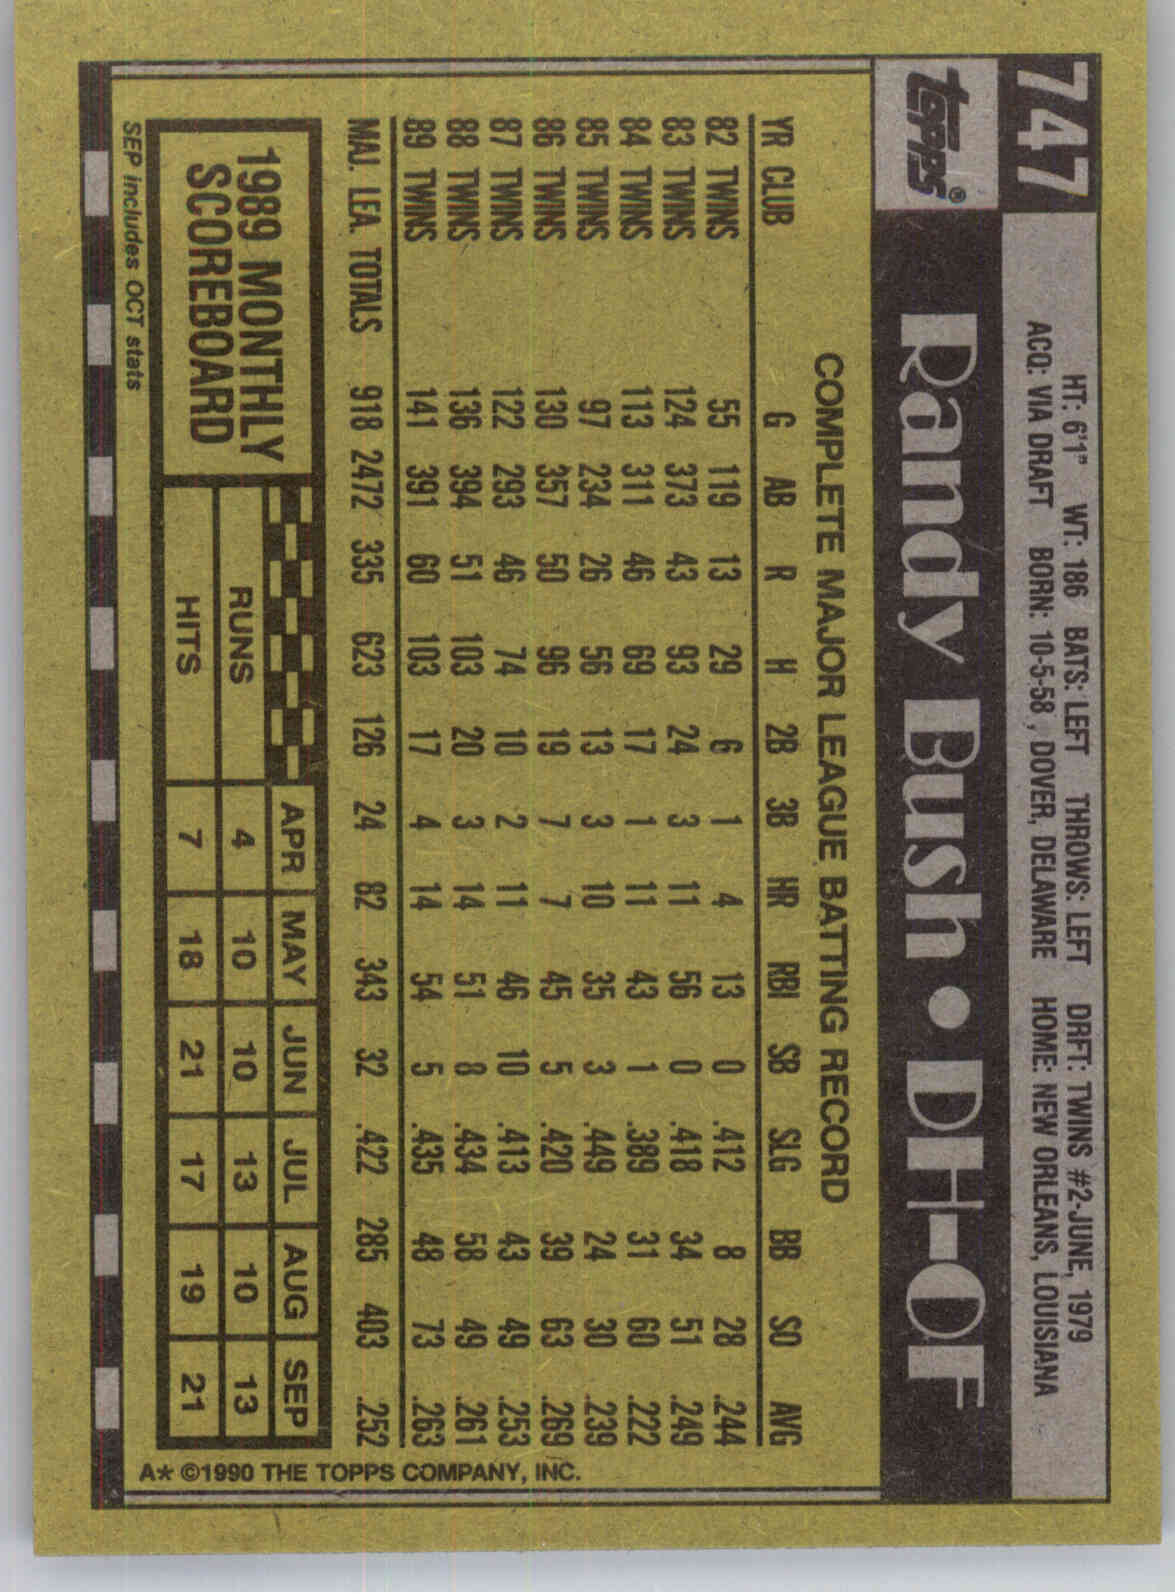 747
HT: 6'1" WT: 186 BATS: LEFT THROWS: LEFT DRFT: TWINS #2-JUNE, 1979
ACQ: VIA DRAFT BORN: 10-5-58 , DOVER, DELAWARE HOME: NEW ORLEANS, LOUISIANA
topps®
Randy Bush • DH-OF
COMPLETE MAJOR LEAGUE BATTING RECORD
YR CLUB G AB R H 2B 3B HR RBI SB SLG BB SO AVG
82 TWINS 55 119 13 29 6 1 4 13 0 .412 8 28 .244
83 TWINS 124 373 43 93 24 3 11 56 0 .418 34 51 .249
84 TWINS 113 311 46 69 17 1 11 43 1 .389 31 60 .222
85 TWINS 97 234 26 56 13 3 10 35 3 .449 24 30 .239
86 TWINS 130 357 50 96 19 7 7 45 5 .420 39 63 .269
87 TWINS 122 293 46 74 10 2 11 46 10 .413 43 49 .253
88 TWINS 136 394 51 103 20 3 14 51 8 .434 58 49 .261
89 TWINS 141 391 60 103 17 4 14 54 5 .435 48 73 .263
MAJ. LEA. TOTALS 918 2472 335 623 126 24 82 343 32 .422 285 403 .252
1989 MONTHLY
SCOREBOARD
APR MAY JUN JUL AUG SEP
RUNS 4 10 10 13 10 13
HITS 7 18 21 17 19 21
SEP includes OCT stats
A* ©1990 THE TOPPS COMPANY, INC.